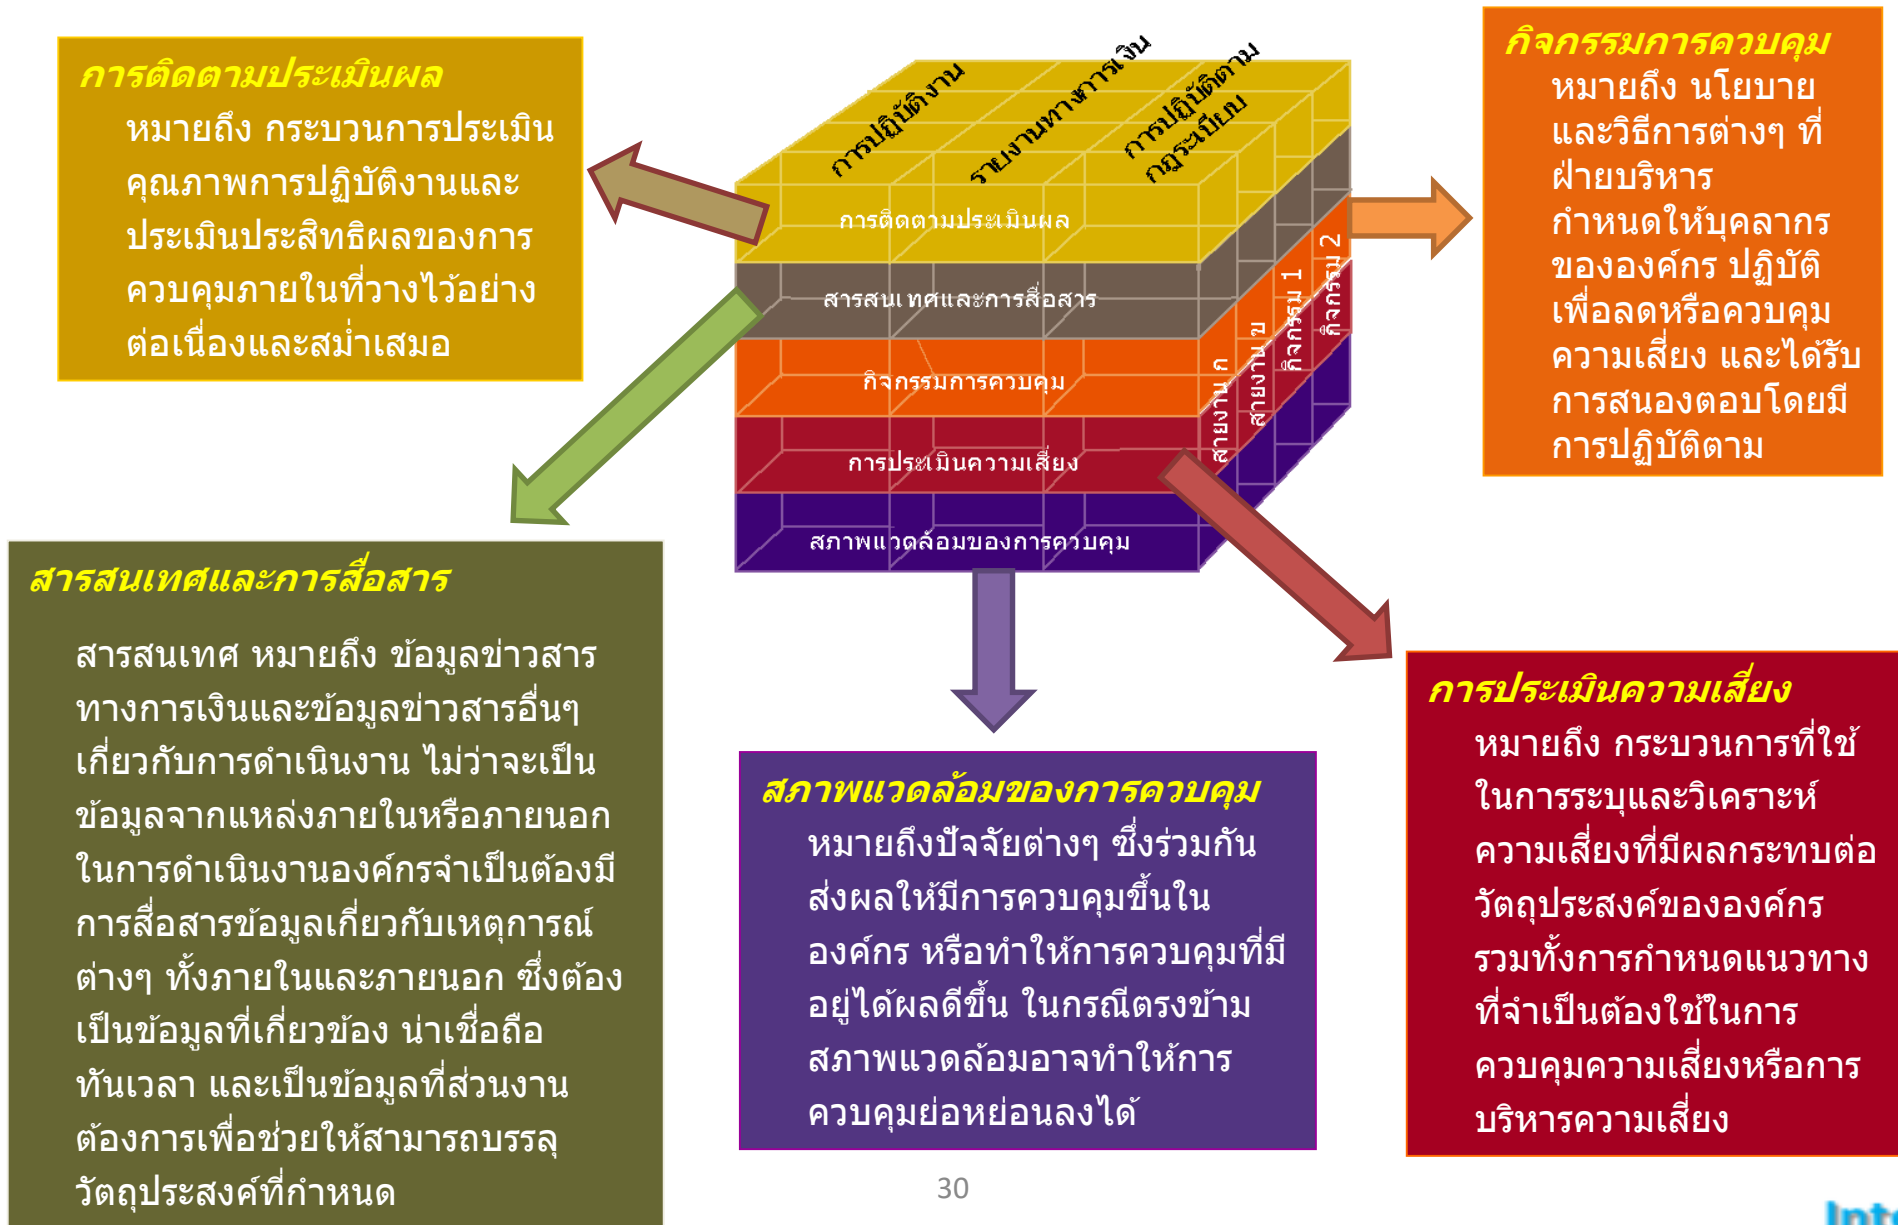 การติดตามประเมินผล
หมายถึง กระบวนการประเมิน
คุณภาพการปฏิบัติงานและ
ประเมินประสิทธิผลของการ
ควบคุมภายในที่วางไว้อย่าง
ต่อเนื่องและสม่ำเสมอ
การปฏิบัติงาน
รายงานทางการเงิน
การปฏิบัติตาม
กฎระเบียบ
การติดตามประเมินผล
สารสนเทศและการสื่อสาร
กิจกรรมการควบคุม
การประเมินความเสี่ยง
สภาพแวดล้อมของการควบคุม
สายงาน ก
สายงาน ข
กิจกรรม 1
กิจกรรม 2
กิจกรรมการควบคุม
หมายถึง นโยบาย
และวิธีการต่างๆ ที่
ฝ่ายบริหาร
กำหนดให้บุคลากร
ขององค์กร ปฏิบัติ
เพื่อลดหรือควบคุม
ความเสี่ยง และได้รับ
การสนองตอบโดยมี
การปฏิบัติตาม
สารสนเทศและการสื่อสาร
สารสนเทศ หมายถึง ข้อมูลข่าวสาร
ทางการเงินและข้อมูลข่าวสารอื่นๆ
เกี่ยวกับการดำเนินงาน ไม่ว่าจะเป็น
ข้อมูลจากแหล่งภายในหรือภายนอก
ในการดำเนินงานองค์กรจำเป็นต้องมี
การสื่อสารข้อมูลเกี่ยวกับเหตุการณ์
ต่างๆ ทั้งภายในและภายนอก ซึ่งต้อง
เป็นข้อมูลที่เกี่ยวข้อง น่าเชื่อถือ
ทันเวลา และเป็นข้อมูลที่ส่วนงาน
ต้องการเพื่อช่วยให้สามารถบรรลุ
วัตถุประสงค์ที่กำหนด
สภาพแวดล้อมของการควบคุม
หมายถึงปัจจัยต่างๆ ซึ่งร่วมกัน
ส่งผลให้มีการควบคุมขึ้นใน
องค์กร หรือทำให้การควบคุมที่มี
อยู่ได้ผลดีขึ้น ในกรณีตรงข้าม
สภาพแวดล้อมอาจทำให้การ
ควบคุมย่อหย่อนลงได้
การประเมินความเสี่ยง
หมายถึง กระบวนการที่ใช้
ในการระบุและวิเคราะห์
ความเสี่ยงที่มีผลกระทบต่อ
วัตถุประสงค์ขององค์กร
รวมทั้งการกำหนดแนวทาง
ที่จำเป็นต้องใช้ในการ
ควบคุมความเสี่ยงหรือการ
บริหารความเสี่ยง
30